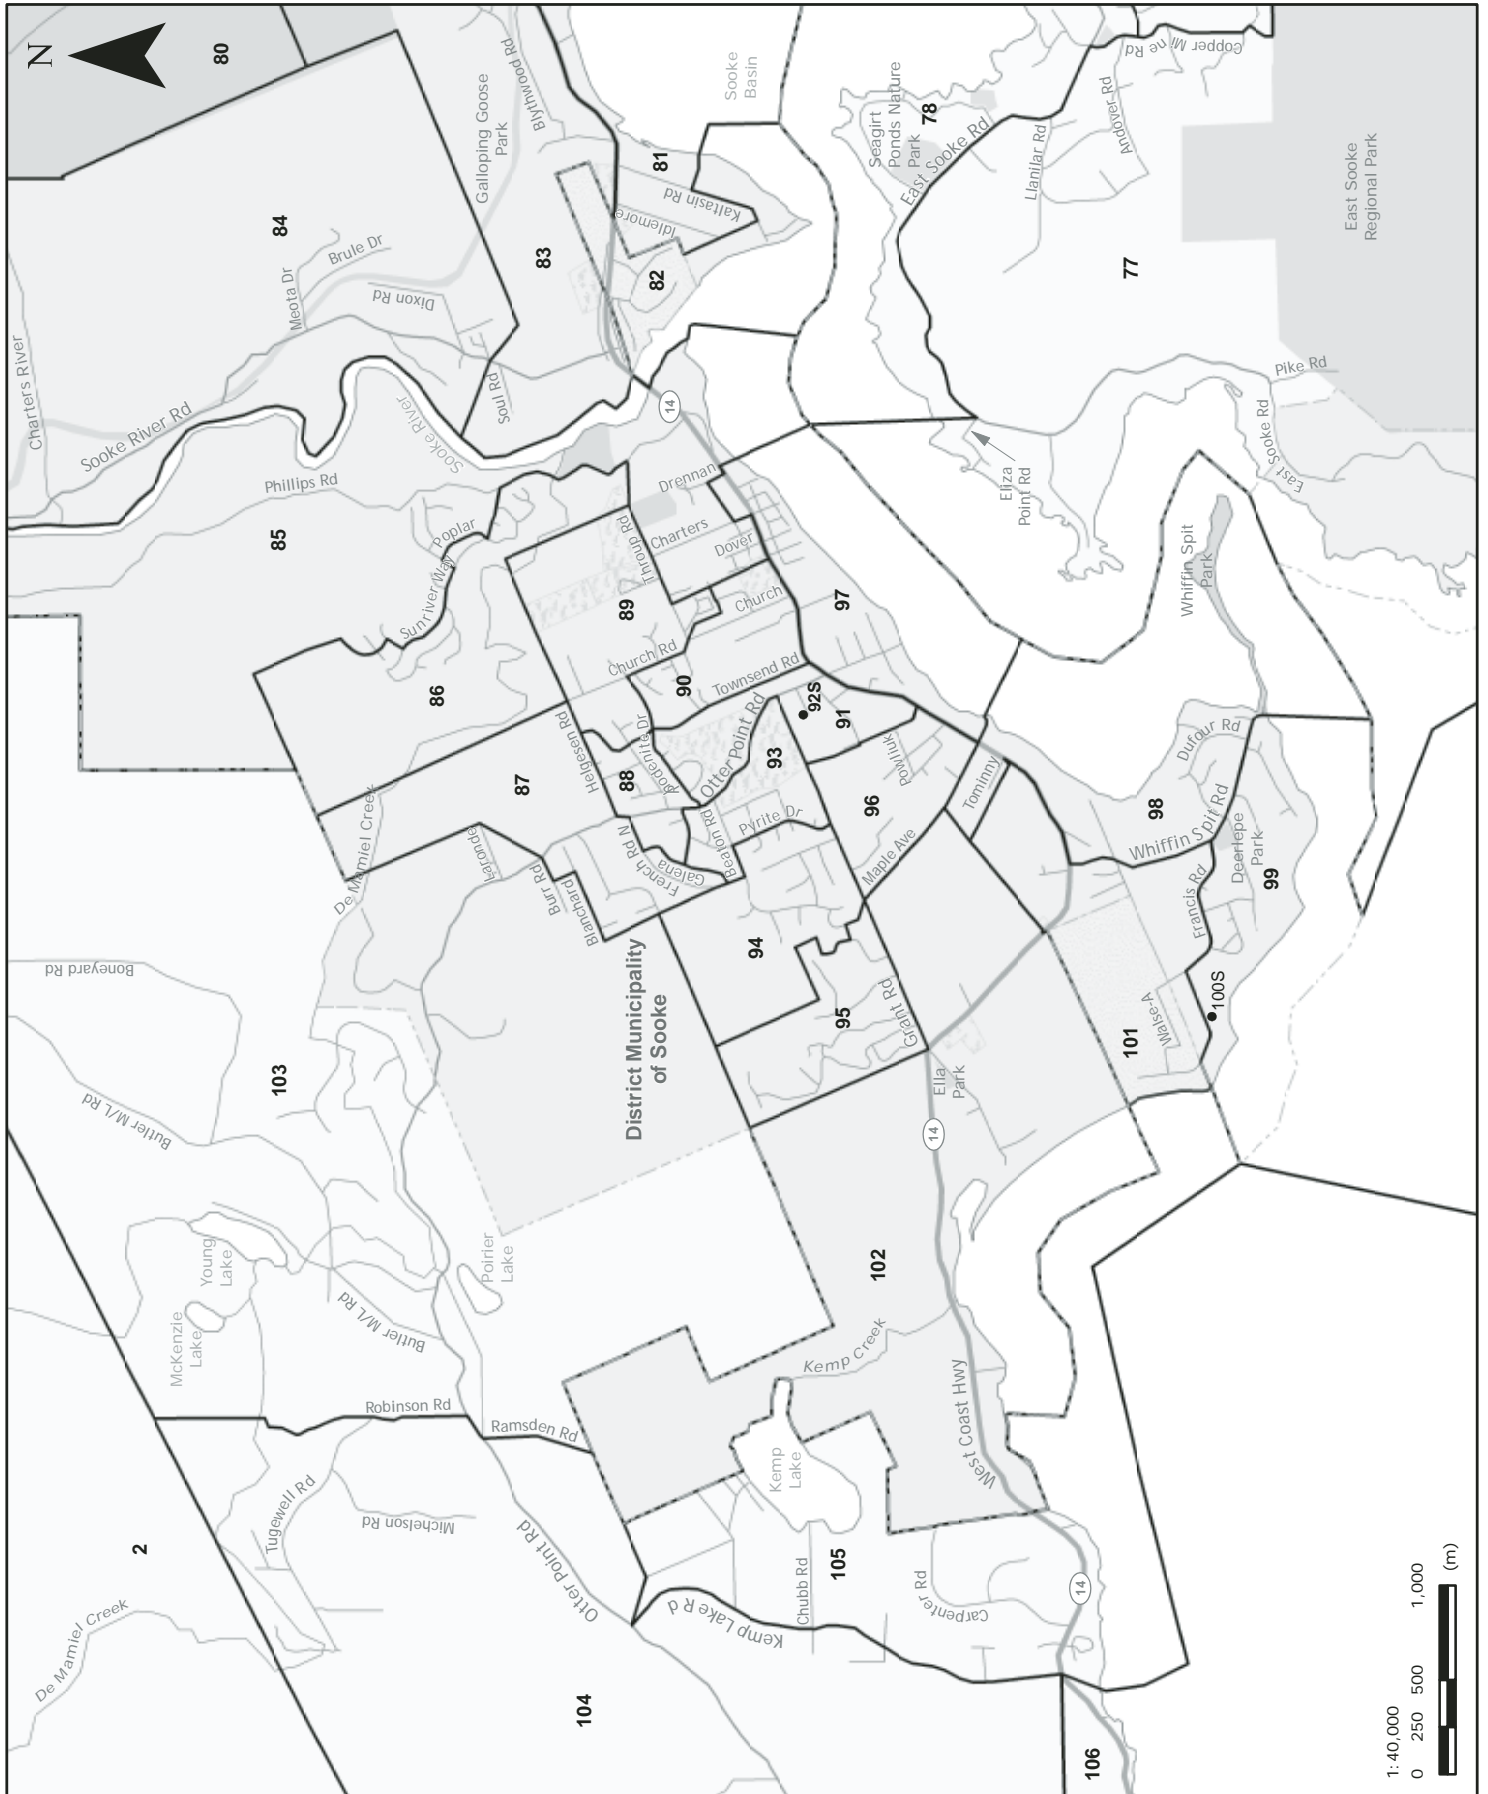 N
80
Blythwood Rd
Galloping Goose
Park
Sooke
Basin
Copper Mine Rd
84
81
Seagirt
Ponds Nature
Park
78
Andover Rd
East Sooke
Regional Park
Brule Dr
Meota Dr
Dixon Rd
83
Idlemore
Kaltasin Rd
82
East Sooke Rd
Llanilar Rd
77
Charters River
Sooke River Rd
Sooke River
Soul Rd
14
Pike Rd
Phillips Rd
85
Poplar
Sunriver Way
Throup Rd
Drennan
Charters
Dover
Eliza
Point Rd
East Sooke Rd
East
Whiffin Spit
Park
86
89
Church Rd
Church
97
90
Townsend Rd
92S
91
Helgesen Rd
87
88
Rodenite Dr
Otter Point Rd
93
Powliuk
Dufour Rd
De Mamiel Creek
Laronde
Burr Rd
Blanchard
French Rd N
Galena
Beaton Rd
Pyrite Dr
96
Maple Ave
Tominny
98
Whiffin Spit Rd
Deerlepe
Park
99
Francis Rd
94
95
Grant Rd
100S
Walse-A
101
Boneyard Rd
103
Butler M/L Rd
District Municipality
of Sooke
Ella
Park
14
Young
Lake
McKenzie
Lake
Poirier
Lake
Butler M/L Rd
102
Kemp Creek
Robinson Rd
Ramsden Rd
Kemp
Lake
West Coast Hwy
2
Tugewell Rd
Michelson Rd
Otter Point Rd
105
Chubb Rd
Carpenter Rd
14
De Mamiel Creek
Kemp Lake Rd
104
106
1:40,000
0 250 500 1,000
(m)